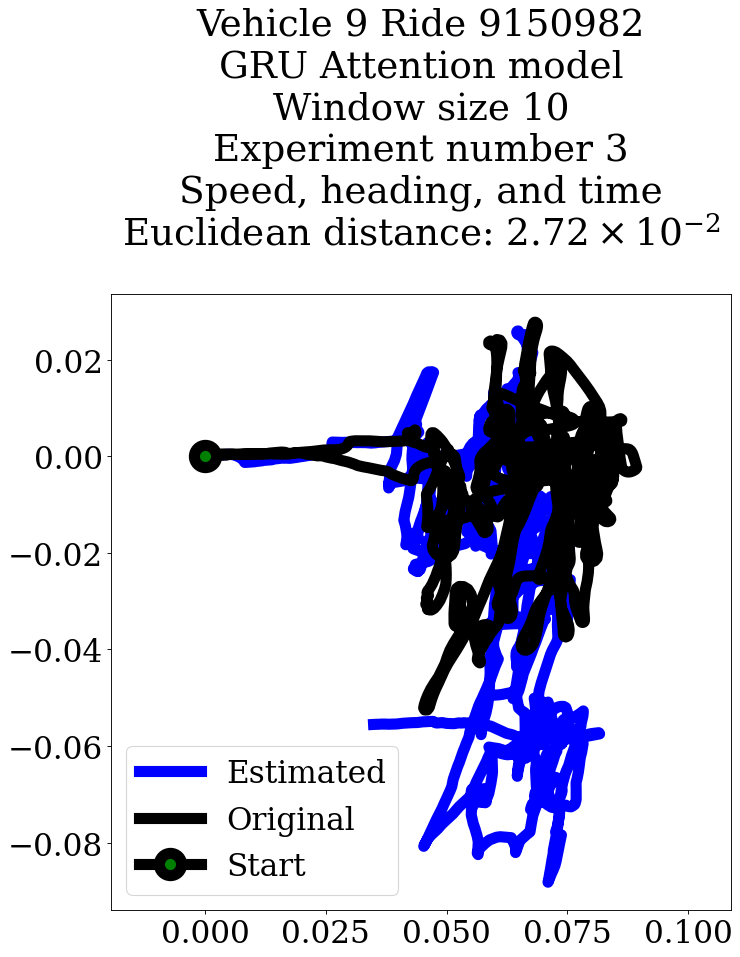 Vehicle 9 Ride 9150982
GRU Attention model
Window size 10
Experiment number 3
Speed, heading, and time
Euclidean distance: 2.72 × 10⁻²
0.02
0.00
−0.02
−0.04
−0.06
−0.08
Estimated
Original
Start
0.000 0.025 0.050 0.075 0.100